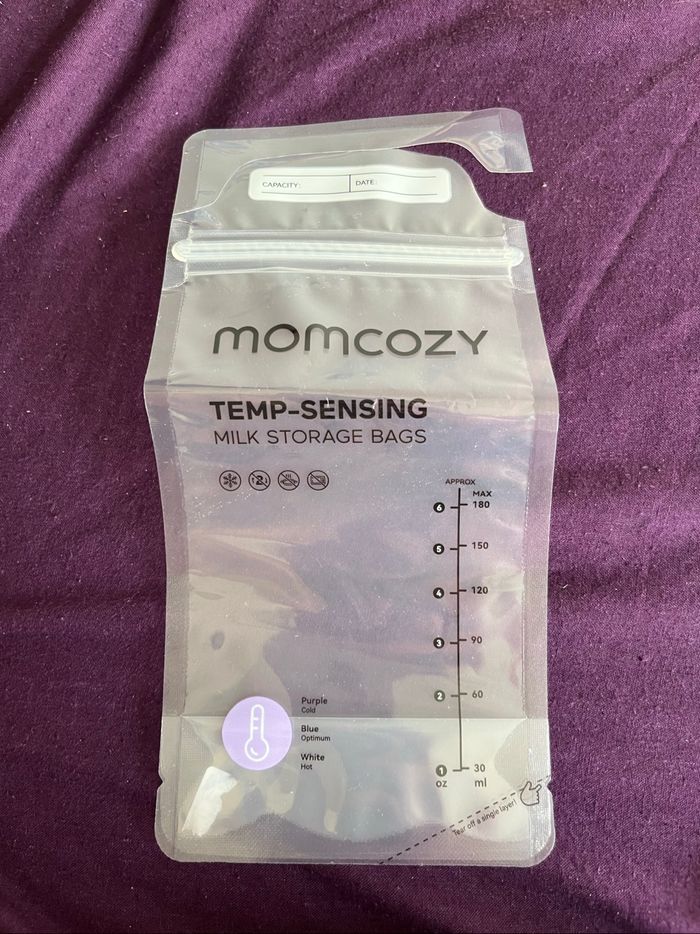 CAPACITY: DATE:
momcozy
TEMP-SENSING
MILK STORAGE BAGS
2
APPROX
MAX
6 180
5 150
4 120
3 90
2 60
1 30
oz ml
Purple
Cold
Blue
Optimum
White
Hot
Tear off a single layer!